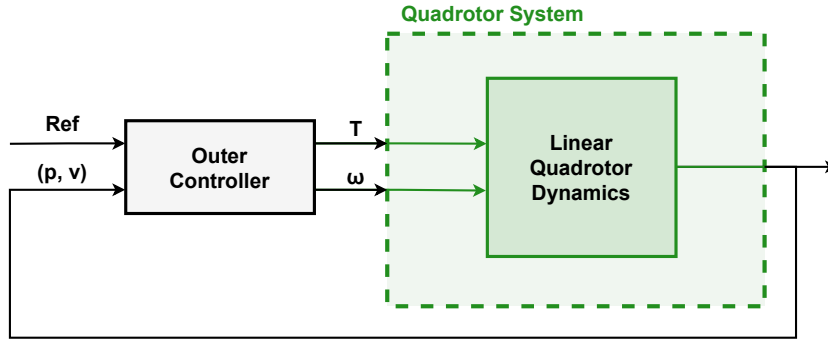 Quadrotor System
Ref
(p, v)
Outer
Controller
T
ω
Linear
Quadrotor
Dynamics